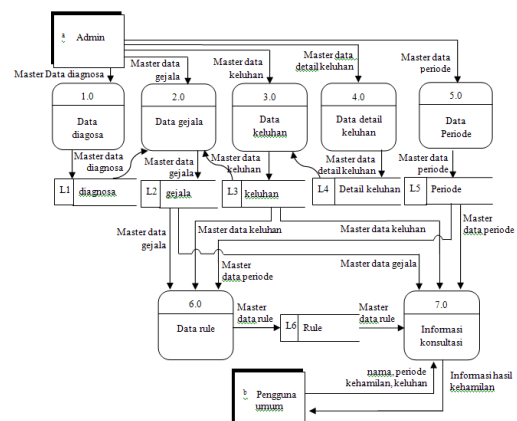 a Admin
Master Data diagnosa
Master data
gejala
Master data
keluhan
Master data
detail keluhan
Master data
periode
1.0
Data
diagosa
2.0
Data gejala
3.0
Data
keluhan
4.0
Data detail
keluhan
5.0
Data
Periode
Master data
diagnosa
Master data
gejala
Master data
keluhan
Master data
detail keluhan
Master data
periode
L1 diagnosa
L2 gejala
L3 keluhan
L4 Detail keluhan
L5 Periode
Master data
gejala
Master data keluhan
Master data keluhan
Master
data periode
Master
data periode
Master data gejala
6.0
Data rule
Master
data rule
L6 Rule
Master
data rule
7.0
Informasi
konsultasi
nama, periode
kehamilan, keluhan
Informasi hasil
kehamilan
b Pengguna
umum